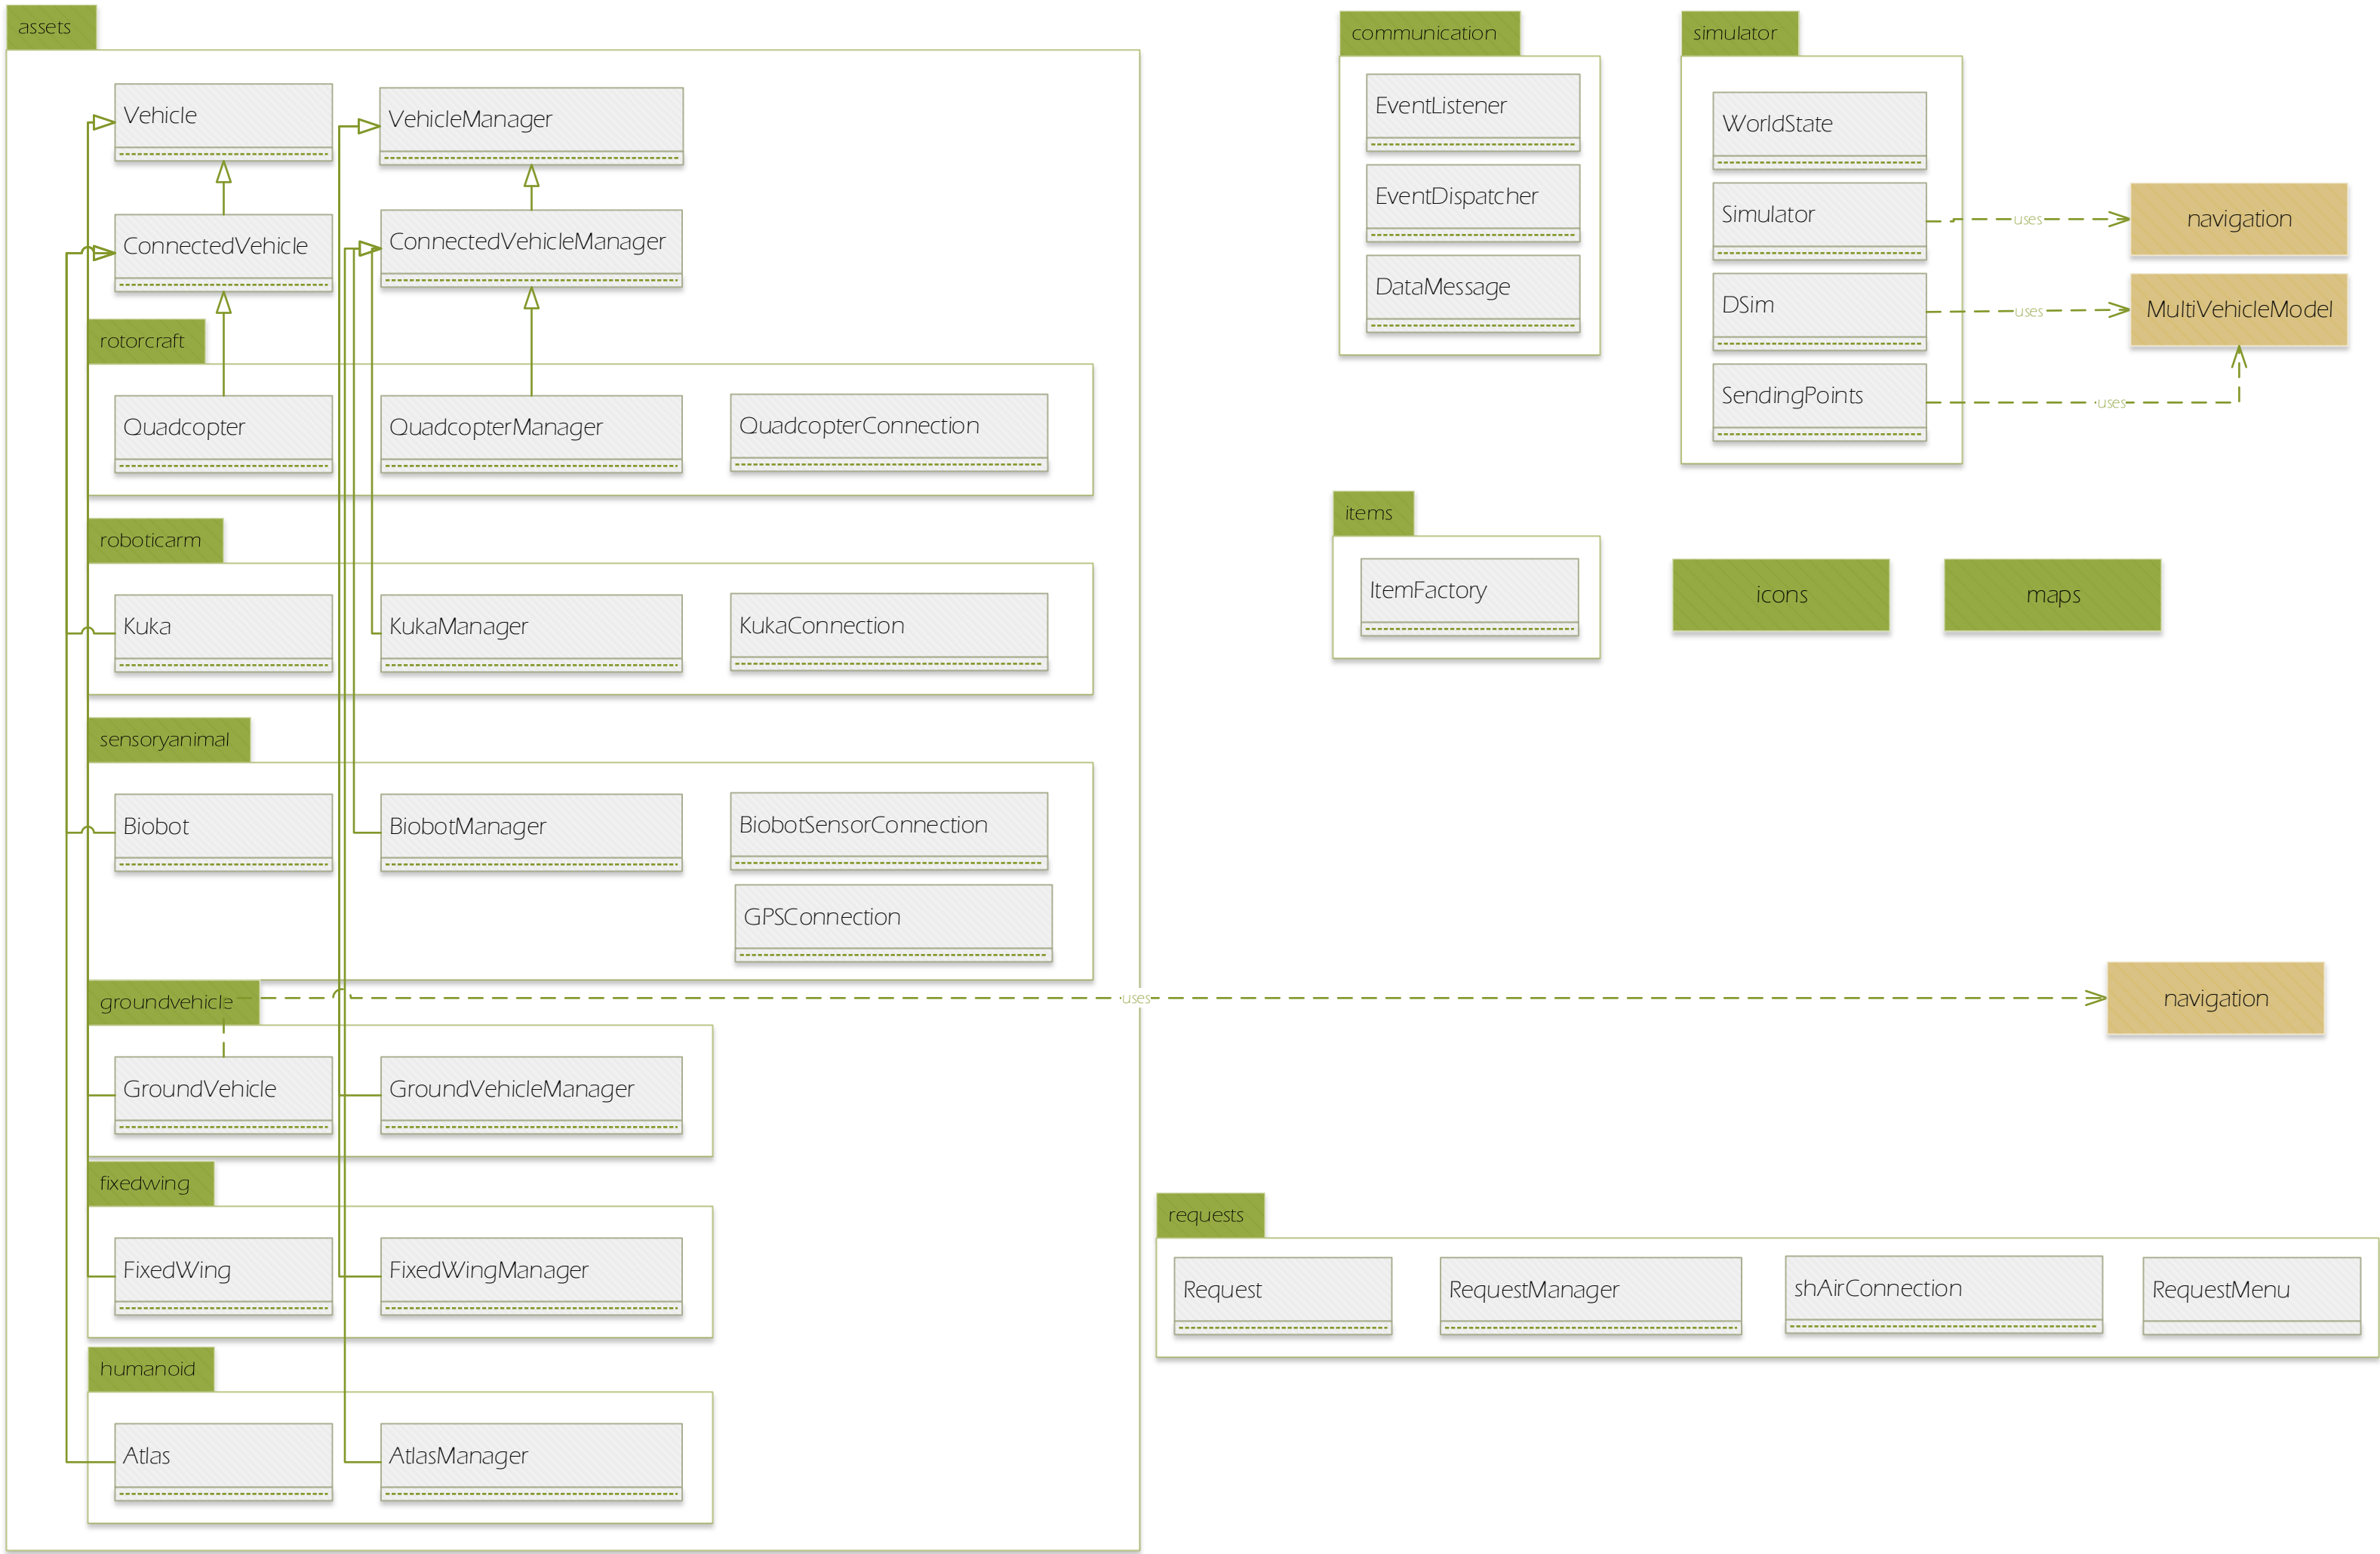 assets
Vehicle
VehicleManager
ConnectedVehicle
ConnectedVehicleManager
rotorcraft
Quadcopter
QuadcopterManager
QuadcopterConnection
roboticarm
Kuka
KukaManager
KukaConnection
sensoryanimal
Biobot
BiobotManager
BiobotSensorConnection
GPSConnection
groundvehicle
uses
navigation
GroundVehicle
GroundVehicleManager
fixedwing
FixedWing
FixedWingManager
humanoid
Atlas
AtlasManager
communication
EventListener
EventDispatcher
DataMessage
simulator
WorldState
Simulator
uses
navigation
DSim
uses
MultiVehicleModel
SendingPoints
uses
items
ItemFactory
icons
maps
requests
Request
RequestManager
shAirConnection
RequestMenu